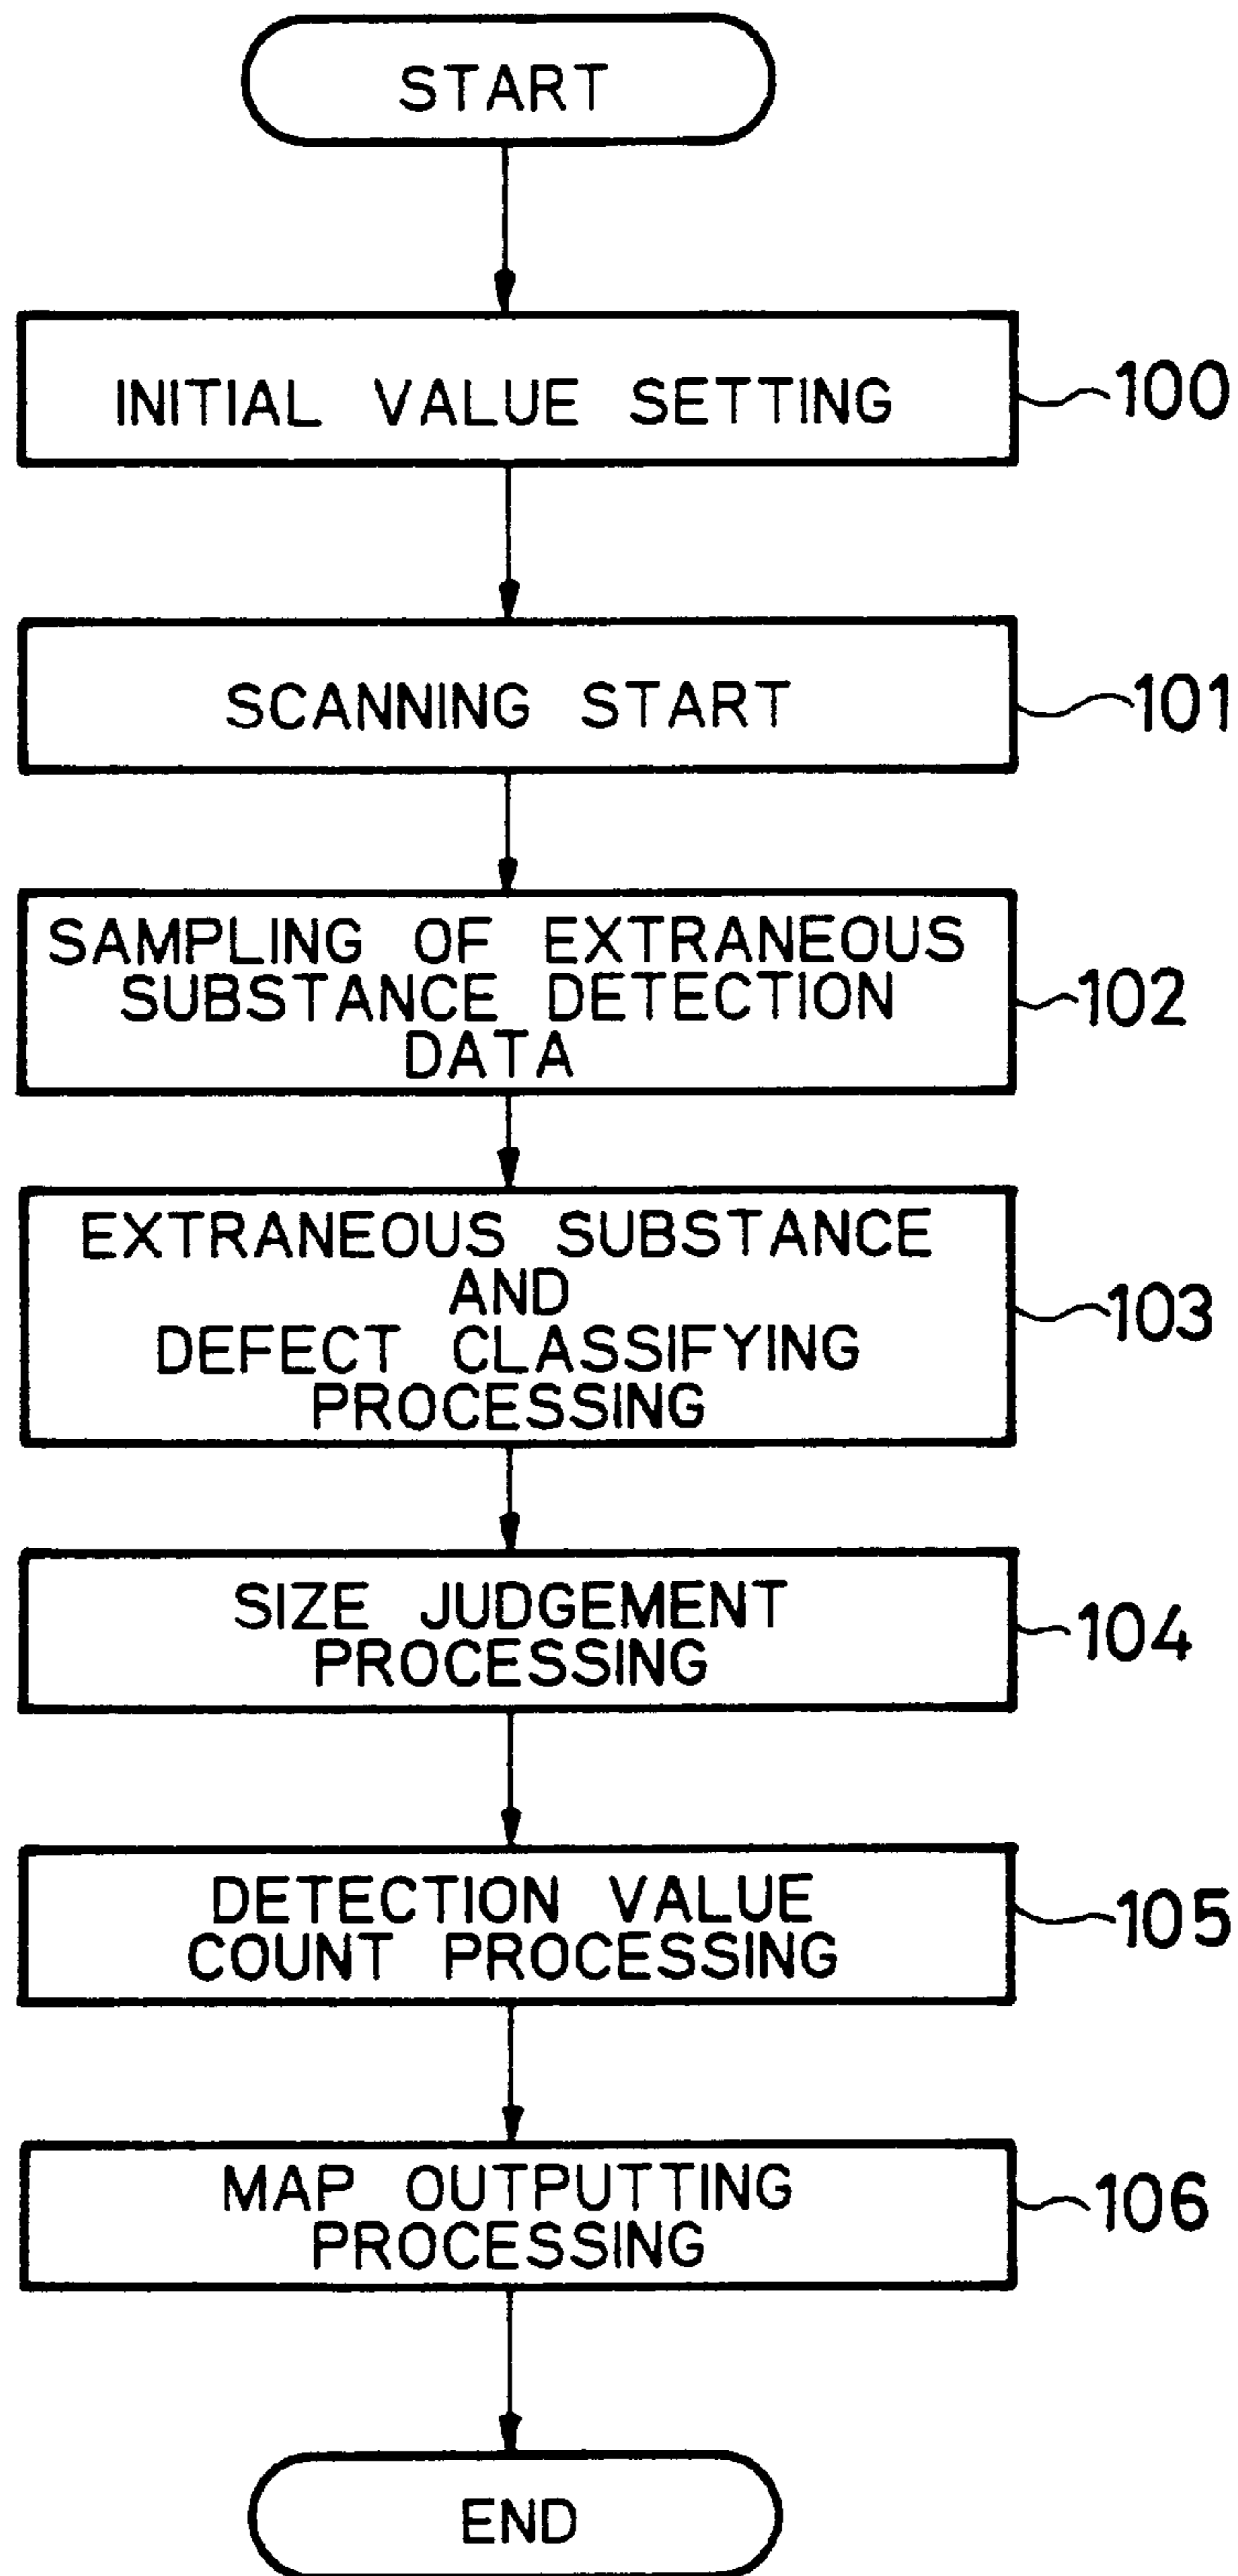 START
INITIAL VALUE SETTING
100
SCANNING START
101
SAMPLING OF EXTRANEOUS
SUBSTANCE DETECTION
DATA
102
EXTRANEOUS SUBSTANCE
AND
DEFECT CLASSIFYING
PROCESSING
103
SIZE JUDGEMENT
PROCESSING
104
DETECTION VALUE
COUNT PROCESSING
105
MAP OUTPUTTING
PROCESSING
106
END